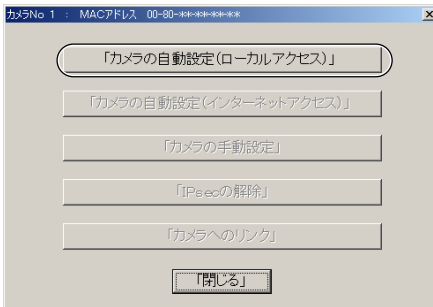 カメラNo 1 : MACアドレス 00-80-**-**-**-**
「カメラの自動設定(ローカルアクセス)」
「カメラの自動設定(インターネットアクセス)」
「カメラの手動設定」
「IPsecの解除」
「カメラへのリンク」
「閉じる」